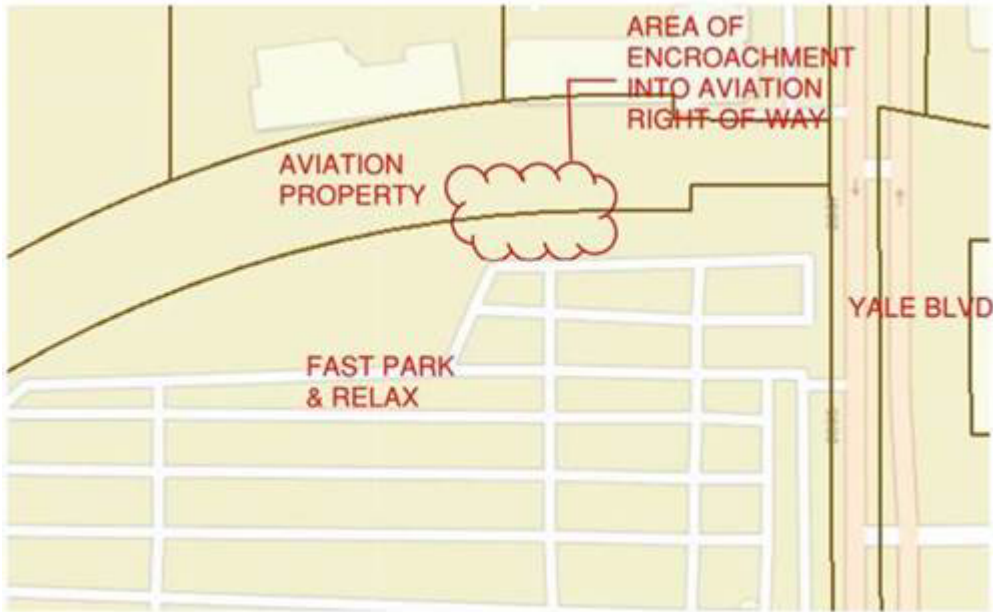 AREA OF
ENCROACHMENT
INTO AVIATION
RIGHT OF WAY
AVIATION
PROPERTY
YALE BLVD
FAST PARK
& RELAX